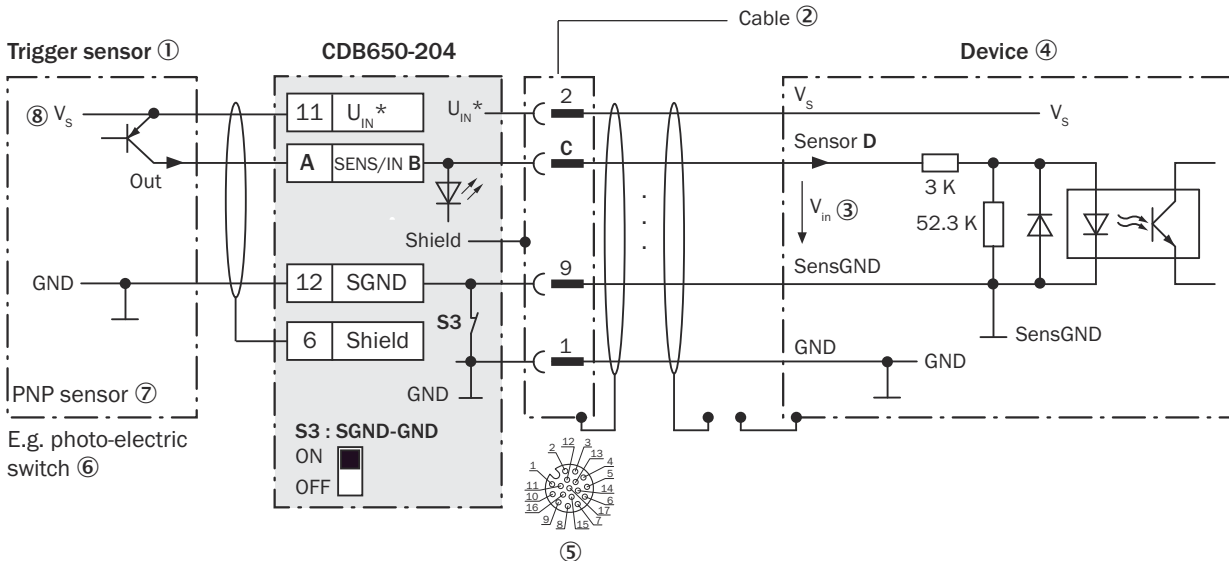 Cable ②
Trigger sensor ①
CDB650-204
Device ④
⑧ Vs
11 UIN*
UIN*
2
Vs
Vs
Out
A SENS/IN B
C
Sensor D
3 K
Vin ③
52.3 K
Shield
GND
12 SGND
9
SensGND
S3
6 Shield
1
SensGND
GND
GND
GND
PNP sensor ⑦
E.g. photo-electric
switch ⑥
S3 : SGND-GND
ON
OFF
12 3
2 13
1 4
5
11 14
10 6
16 17
9 8 15 7
⑤